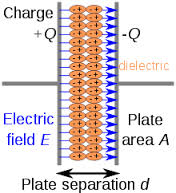 Charge
+Q
-Q
dielectric
Electric
field E
Plate
area A
Plate separation d